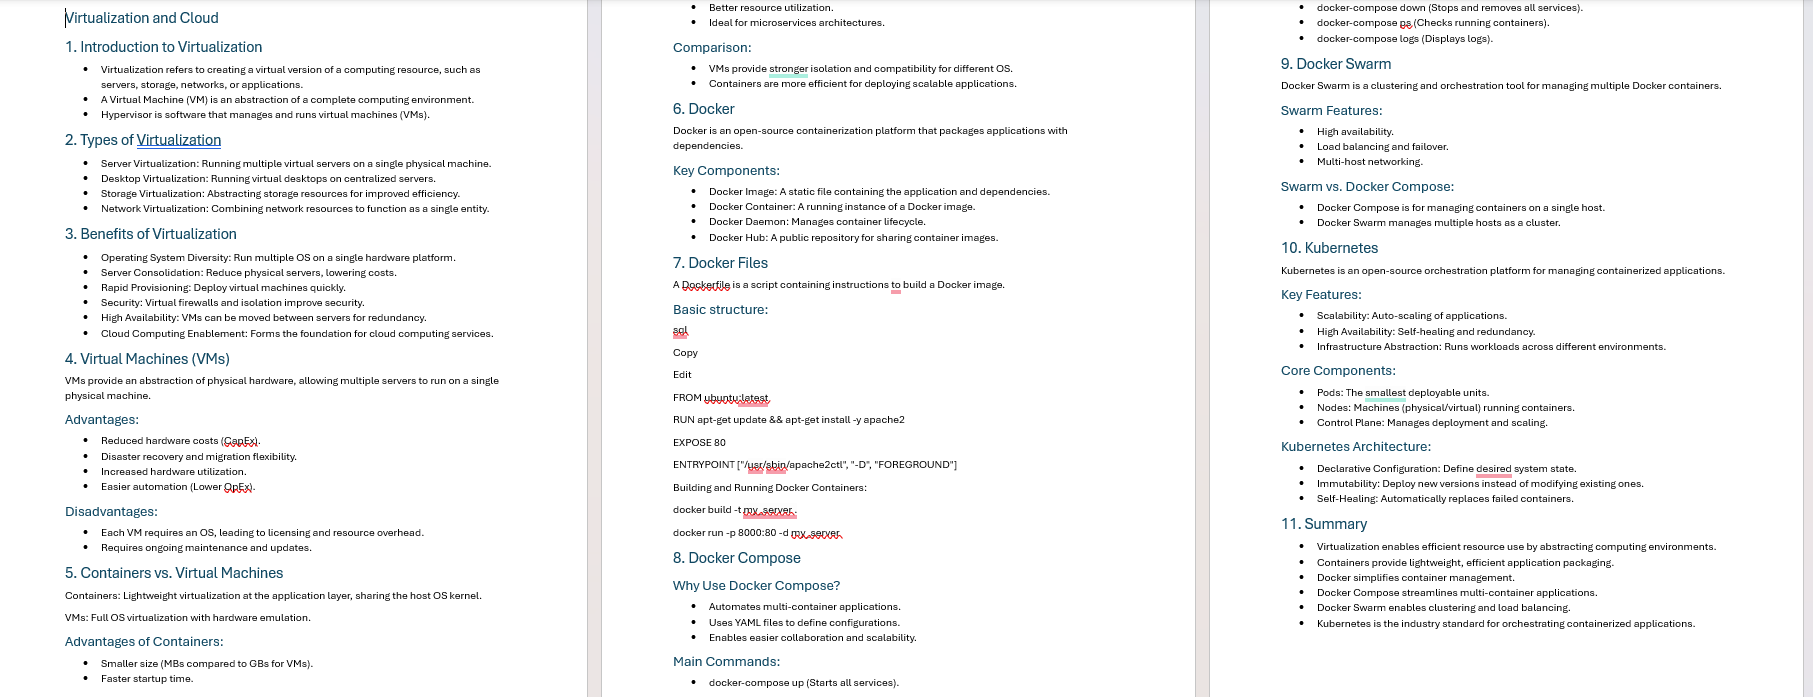 Virtualization and Cloud
1. Introduction to Virtualization
• Virtualization refers to creating a virtual version of a computing resource, such as
servers, storage, networks, or applications.
• A Virtual Machine (VM) is an abstraction of a complete computing environment.
• Hypervisor is software that manages and runs virtual machines (VMs).
2. Types of Virtualization
• Server Virtualization: Running multiple virtual servers on a single physical machine.
• Desktop Virtualization: Running virtual desktops on centralized servers.
• Storage Virtualization: Abstracting storage resources for improved efficiency.
• Network Virtualization: Combining network resources to function as a single entity.
3. Benefits of Virtualization
• Operating System Diversity: Run multiple OS on a single hardware platform.
• Server Consolidation: Reduce physical servers, lowering costs.
• Rapid Provisioning: Deploy virtual machines quickly.
• Security: Virtual firewalls and isolation improve security.
• High Availability: VMs can be moved between servers for redundancy.
• Cloud Computing Enablement: Forms the foundation for cloud computing services.
4. Virtual Machines (VMs)
VMs provide an abstraction of physical hardware, allowing multiple servers to run on a single
physical machine.
Advantages:
• Reduced hardware costs (CapEx).
• Disaster recovery and migration flexibility.
• Increased hardware utilization.
• Easier automation (Lower OpEx).
Disadvantages:
• Each VM requires an OS, leading to licensing and resource overhead.
• Requires ongoing maintenance and updates.
5. Containers vs. Virtual Machines
Containers: Lightweight virtualization at the application layer, sharing the host OS kernel.
VMs: Full OS virtualization with hardware emulation.
Advantages of Containers:
• Smaller size (MBs compared to GBs for VMs).
• Faster startup time.
• Better resource utilization.
• Ideal for microservices architectures.
Comparison:
• VMs provide stronger isolation and compatibility for different OS.
• Containers are more efficient for deploying scalable applications.
6. Docker
Docker is an open-source containerization platform that packages applications with
dependencies.
Key Components:
• Docker Image: A static file containing the application and dependencies.
• Docker Container: A running instance of a Docker image.
• Docker Daemon: Manages container lifecycle.
• Docker Hub: A public repository for sharing container images.
7. Docker Files
A Dockerfile is a script containing instructions to build a Docker image.
Basic structure:
sql
Copy
Edit
FROM ubuntu:latest
RUN apt-get update && apt-get install -y apache2
EXPOSE 80
ENTRYPOINT ["/usr/sbin/apache2ctl", "-D", "FOREGROUND"]
Building and Running Docker Containers:
docker build -t my_server .
docker run -p 8000:80 -d my_server
8. Docker Compose
Why Use Docker Compose?
• Automates multi-container applications.
• Uses YAML files to define configurations.
• Enables easier collaboration and scalability.
Main Commands:
• docker-compose up (Starts all services).
• docker-compose down (Stops and removes all services).
• docker-compose ps (Checks running containers).
• docker-compose logs (Displays logs).
9. Docker Swarm
Docker Swarm is a clustering and orchestration tool for managing multiple Docker containers.
Swarm Features:
• High availability.
• Load balancing and failover.
• Multi-host networking.
Swarm vs. Docker Compose:
• Docker Compose is for managing containers on a single host.
• Docker Swarm manages multiple hosts as a cluster.
10. Kubernetes
Kubernetes is an open-source orchestration platform for managing containerized applications.
Key Features:
• Scalability: Auto-scaling of applications.
• High Availability: Self-healing and redundancy.
• Infrastructure Abstraction: Runs workloads across different environments.
Core Components:
• Pods: The smallest deployable units.
• Nodes: Machines (physical/virtual) running containers.
• Control Plane: Manages deployment and scaling.
Kubernetes Architecture:
• Declarative Configuration: Define desired system state.
• Immutability: Deploy new versions instead of modifying existing ones.
• Self-Healing: Automatically replaces failed containers.
11. Summary
• Virtualization enables efficient resource use by abstracting computing environments.
• Containers provide lightweight, efficient application packaging.
• Docker simplifies container management.
• Docker Compose streamlines multi-container applications.
• Docker Swarm enables clustering and load balancing.
• Kubernetes is the industry standard for orchestrating containerized applications.